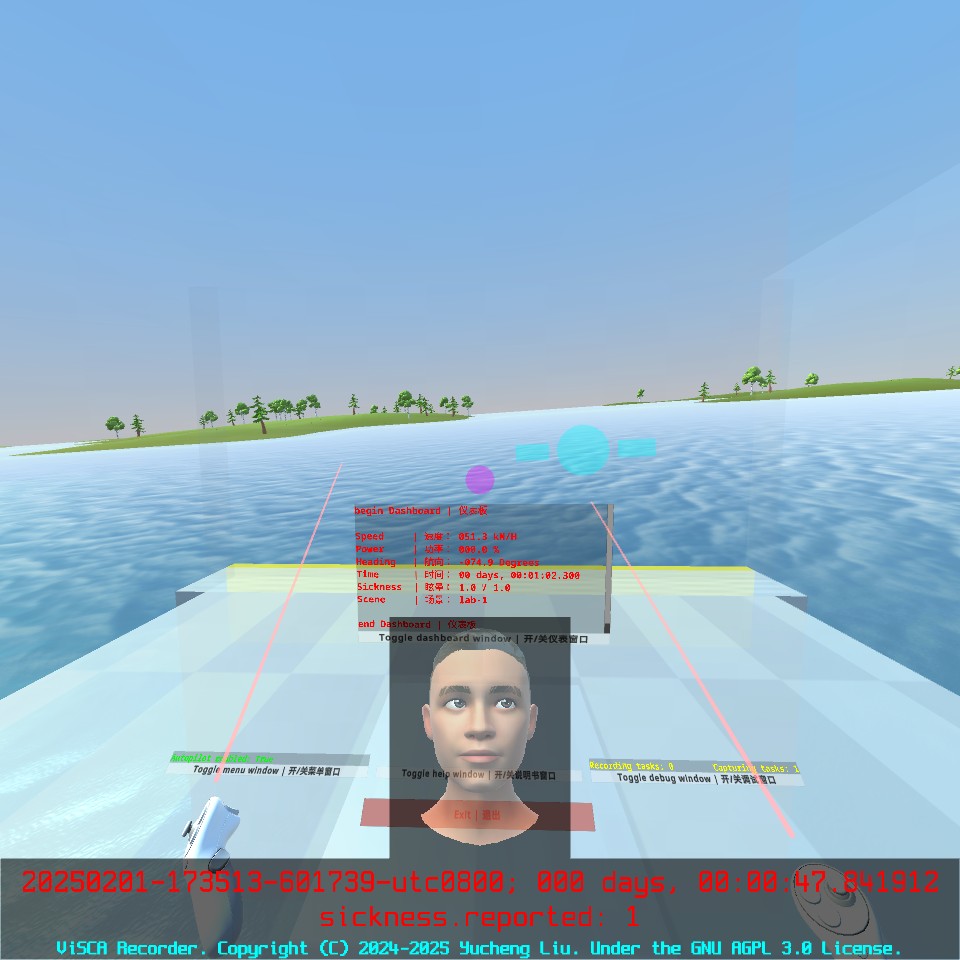 begin Dashboard | 仪表板
Speed | 速度: 051.3 kM/H
Power | 功率: 000.0 %
Heading | 航向: -074.9 Degrees
Time | 时间: 00 days, 00:01:02.300
Sickness | 眩晕: 1.0 / 1.0
Scene | 场景: lab-1
end Dashboard | 仪表板
Toggle dashboard window | 开/关仪表窗口
Autopilot enabled: True
Toggle menu window | 开/关菜单窗口
Toggle help window | 开/关说明书窗口
Recording tasks: 0 Capturing tasks: 1
Toggle debug window | 开/关调试窗口
Exit | 退出
20250201-173513-601739-utc0800; 000 days, 00:00:47.841912
sickness.reported: 1
ViSCA Recorder. Copyright (C) 2024-2025 Yucheng Liu. Under the GNU AGPL 3.0 License.